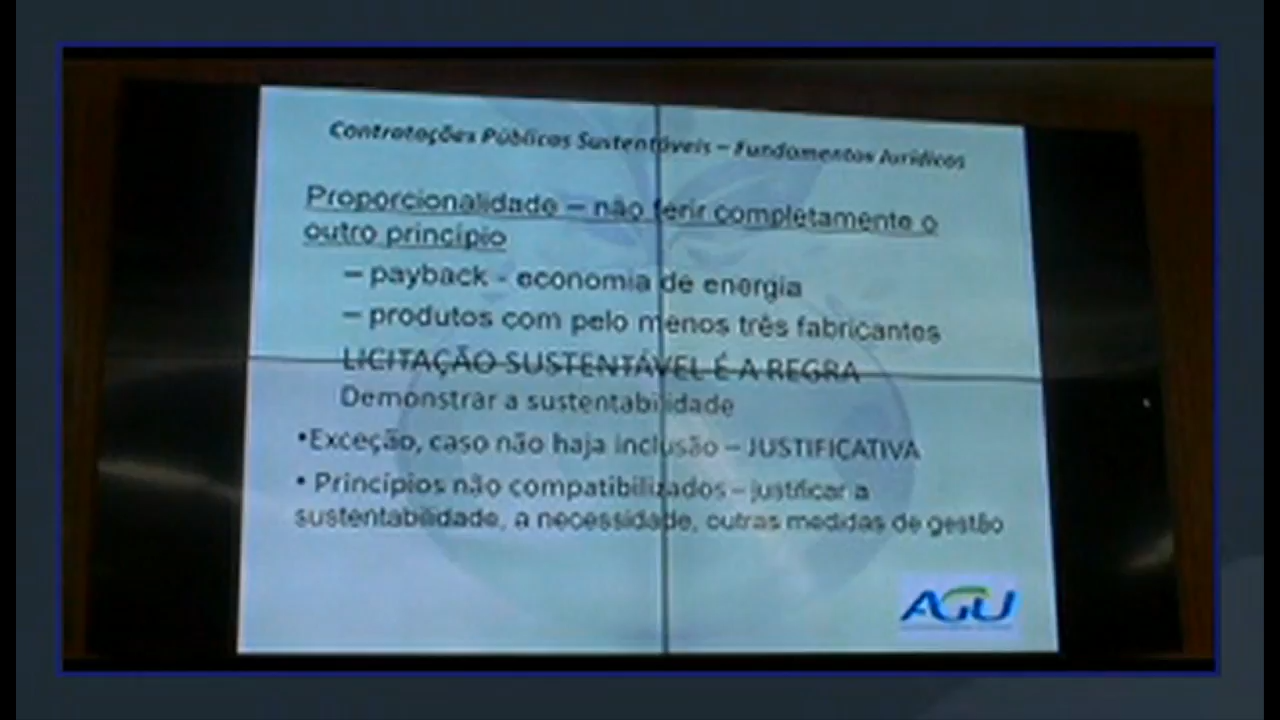 Contratações Públicas Sustentáveis – Fundamentos Jurídicos
Proporcionalidade – não ferir completamente o
outro princípio
– payback - economia de energia
– produtos com pelo menos três fabricantes
LICITAÇÃO SUSTENTÁVEL É A REGRA
Demonstrar a sustentabilidade
•Exceção, caso não haja inclusão – JUSTIFICATIVA
• Princípios não compatibilizados – justificar a
sustentabilidade, a necessidade, outras medidas de gestão
AGU